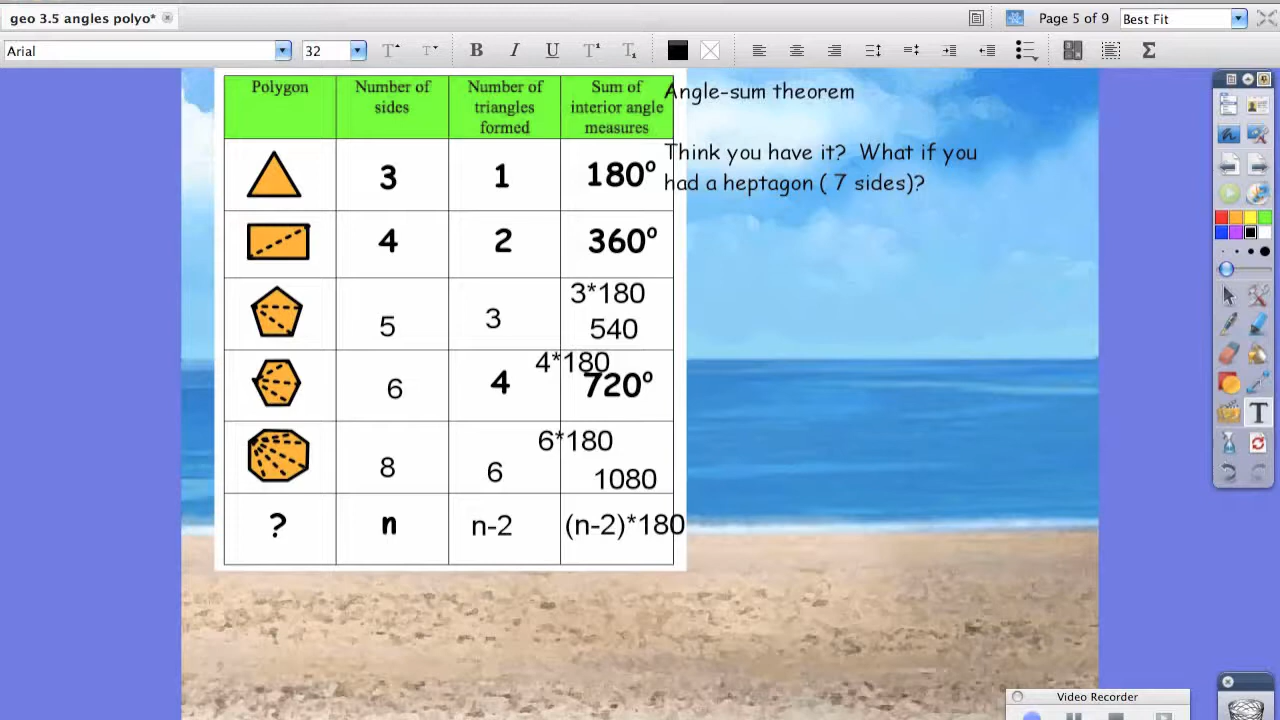 geo 3.5 angles polyo*
Page 5 of 9
Best Fit
Arial
32
B I U T¹ T₁ Σ
Polygon
Number of
sides
Number of
triangles
formed
Sum of
interior angle
measures
Angle-sum theorem
Think you have it? What if you
had a heptagon ( 7 sides)?
3
1
180°
4
2
360°
5
3
3*180
540
6
4
4*180
720°
8
6
6*180
1080
?
n
n-2
(n-2)*180
T
Video Recorder